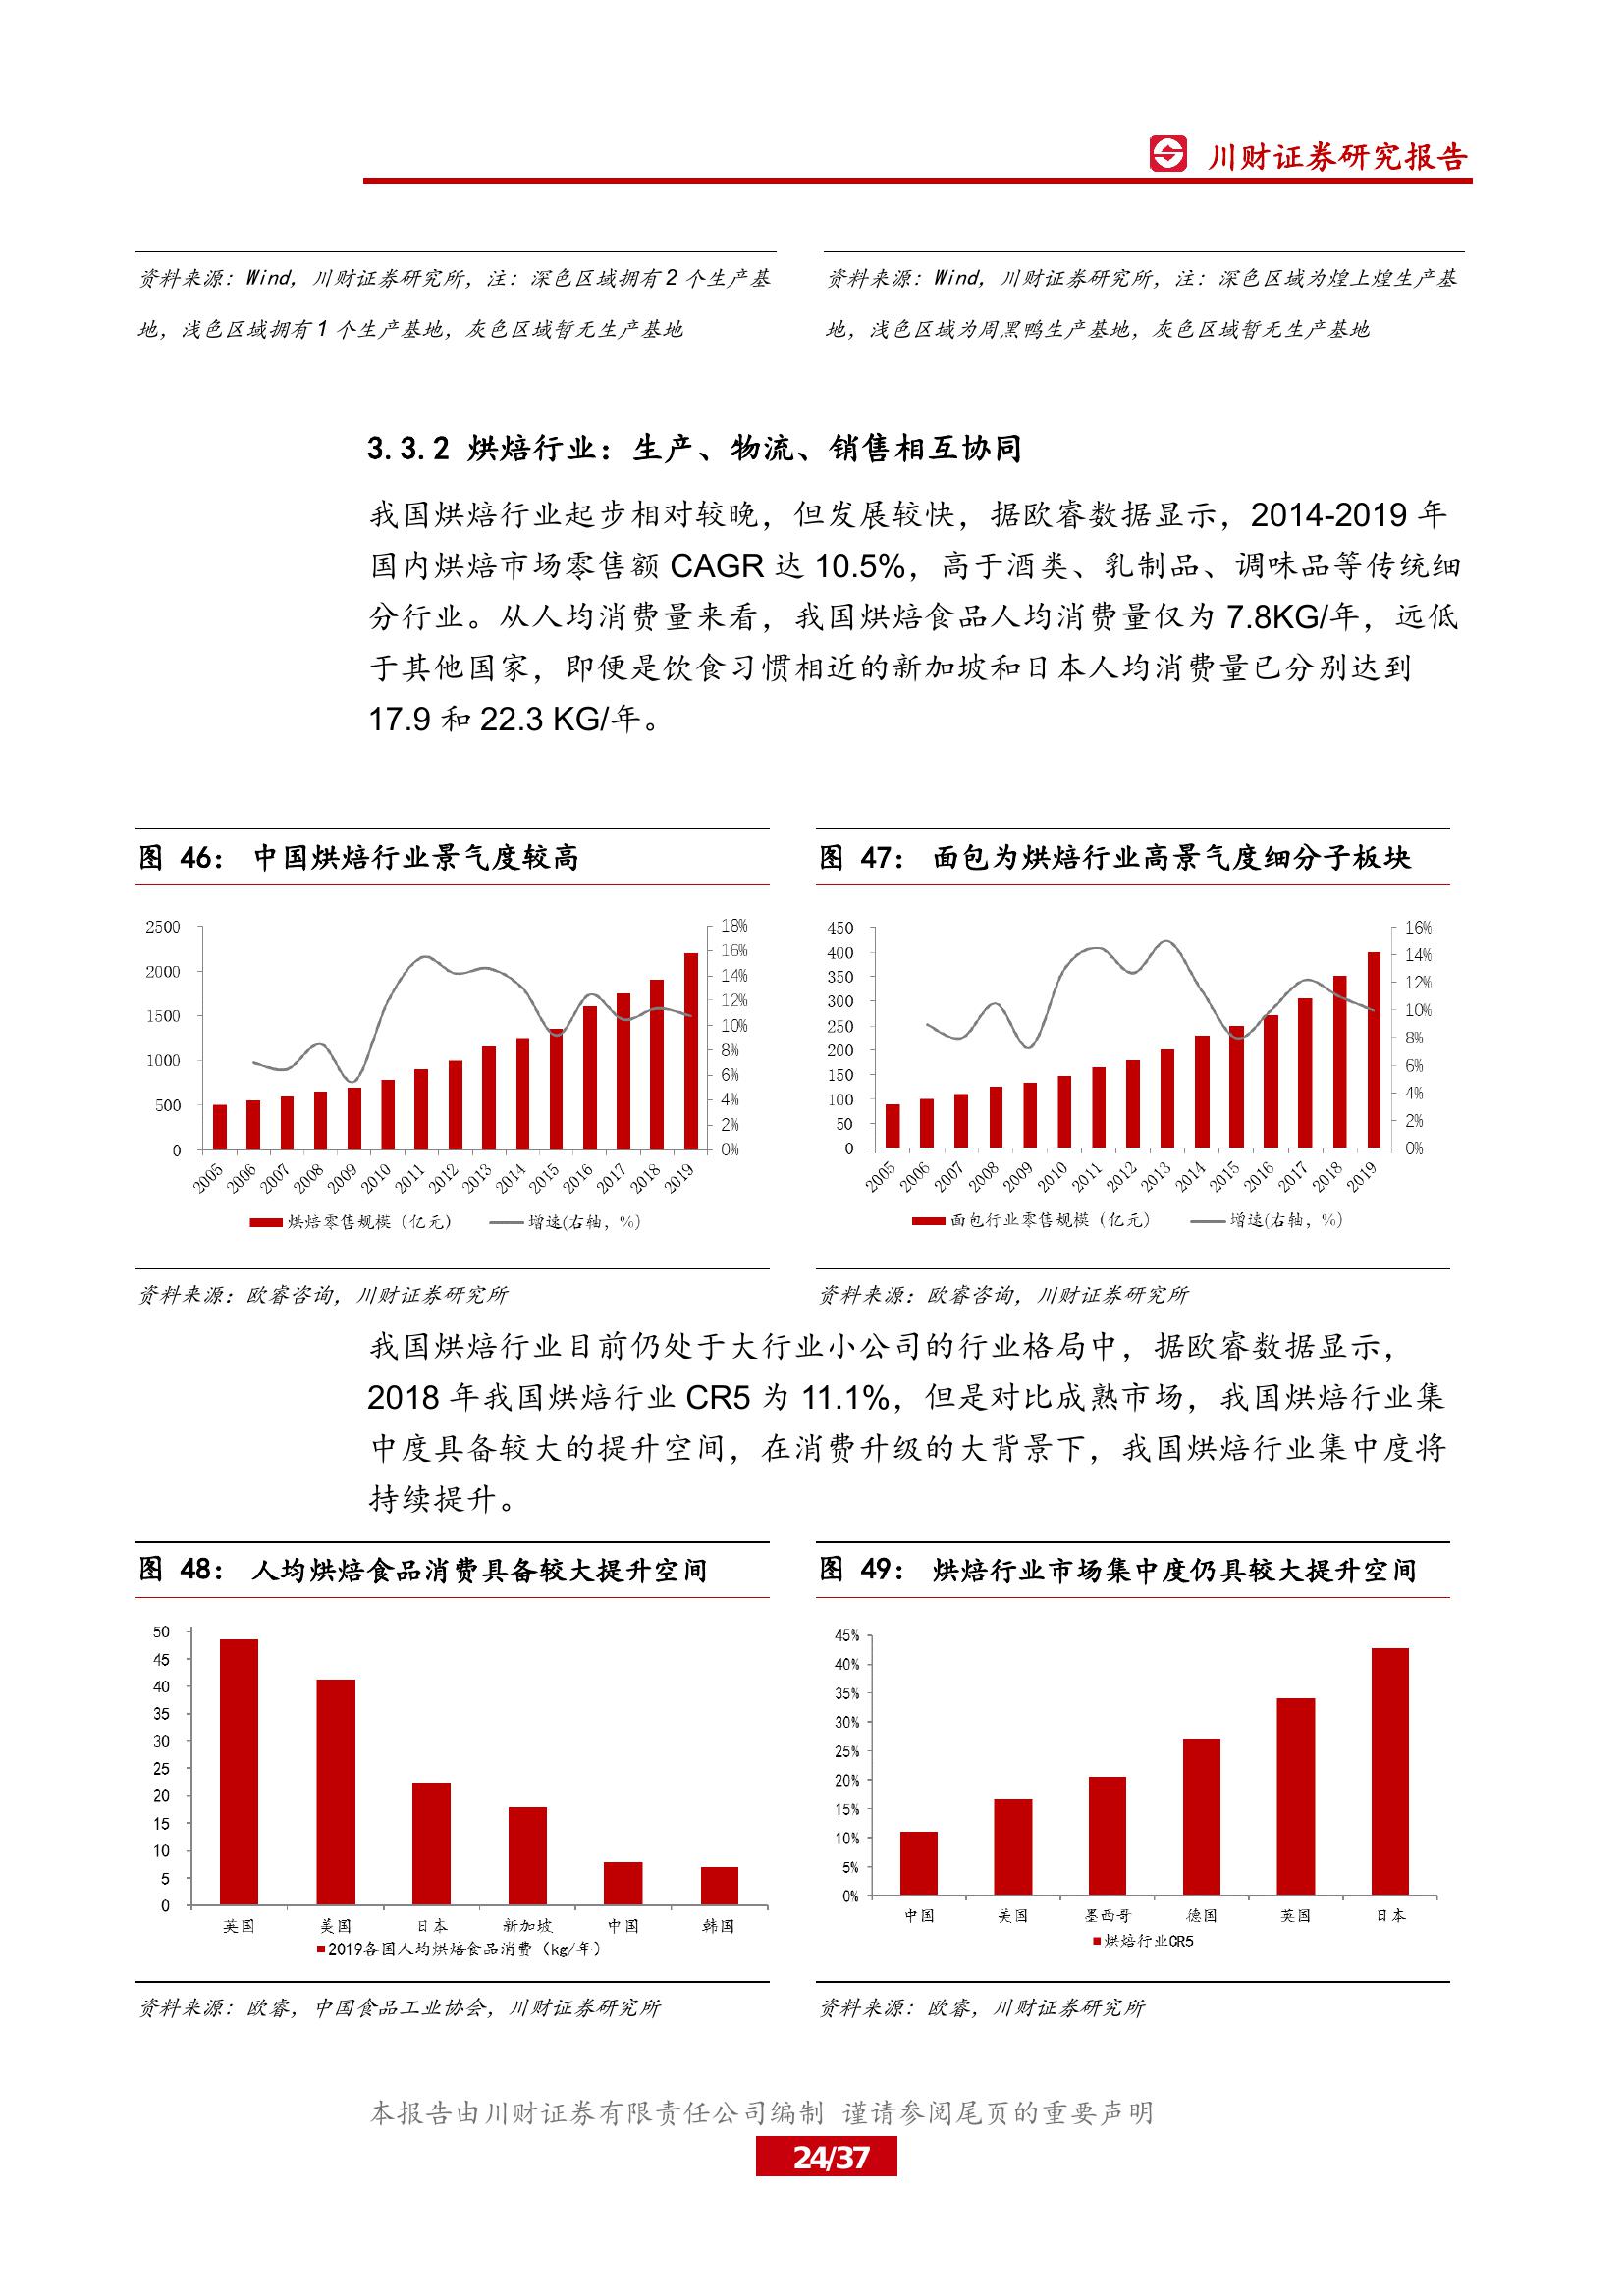 川财证券研究报告
资料来源：Wind，川财证券研究所，注：深色区域拥有 2 个生产基
地，浅色区域拥有 1 个生产基地，灰色区域暂无生产基地
资料来源：Wind，川财证券研究所，注：深色区域为煌上煌生产基
地，浅色区域为周黑鸭生产基地，灰色区域暂无生产基地
3.3.2 烘焙行业：生产、物流、销售相互协同
我国烘焙行业起步相对较晚，但发展较快，据欧睿数据显示，2014-2019 年
国内烘焙市场零售额 CAGR 达 10.5%，高于酒类、乳制品、调味品等传统细
分行业。从人均消费量来看，我国烘焙食品人均消费量仅为 7.8KG/年，远低
于其他国家，即便是饮食习惯相近的新加坡和日本人均消费量已分别达到
17.9 和 22.3 KG/年。
图 46： 中国烘焙行业景气度较高
2500
2000
1500
1000
500
0
18%
16%
14%
12%
10%
8%
6%
4%
2%
0%
2005 2006 2007 2008 2009 2010 2011 2012 2013 2014 2015 2016 2017 2018 2019
烘焙零售规模（亿元） 增速(右轴，%)
资料来源：欧睿咨询，川财证券研究所
图 47： 面包为烘焙行业高景气度细分子板块
450
400
350
300
250
200
150
100
50
0
16%
14%
12%
10%
8%
6%
4%
2%
0%
2005 2006 2007 2008 2009 2010 2011 2012 2013 2014 2015 2016 2017 2018 2019
面包行业零售规模（亿元） 增速(右轴，%)
资料来源：欧睿咨询，川财证券研究所
我国烘焙行业目前仍处于大行业小公司的行业格局中，据欧睿数据显示，
2018 年我国烘焙行业 CR5 为 11.1%，但是对比成熟市场，我国烘焙行业集
中度具备较大的提升空间，在消费升级的大背景下，我国烘焙行业集中度将
持续提升。
图 48： 人均烘焙食品消费具备较大提升空间
50
45
40
35
30
25
20
15
10
5
0
英国 美国 日本 新加坡 中国 韩国
2019各国人均烘焙食品消费（kg/年）
资料来源：欧睿，中国食品工业协会，川财证券研究所
图 49： 烘焙行业市场集中度仍具较大提升空间
45%
40%
35%
30%
25%
20%
15%
10%
5%
0%
中国 美国 墨西哥 德国 英国 日本
烘焙行业CR5
资料来源：欧睿，川财证券研究所
本报告由川财证券有限责任公司编制 谨请参阅尾页的重要声明
24/37